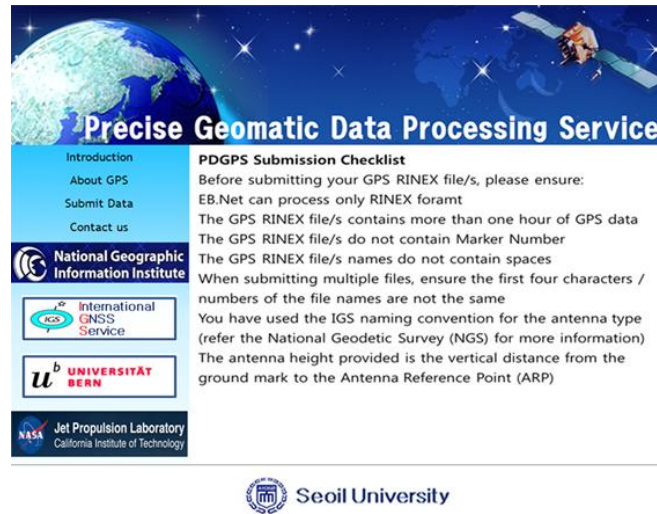 Precise Geomatic Data Processing Service
Introduction
About GPS
Submit Data
Contact us
National Geographic
Information Institute
IGS
International
GNSS
Service
u b UNIVERSITÄT
BERN
NASA
Jet Propulsion Laboratory
California Institute of Technology
PDGPS Submission Checklist
Before submitting your GPS RINEX file/s, please ensure:
EB.Net can process only RINEX foramt
The GPS RINEX file/s contains more than one hour of GPS data
The GPS RINEX file/s do not contain Marker Number
The GPS RINEX file/s names do not contain spaces
When submitting multiple files, ensure the first four characters /
numbers of the file names are not the same
You have used the IGS naming convention for the antenna type
(refer the National Geodetic Survey (NGS) for more information)
The antenna height provided is the vertical distance from the
ground mark to the Antenna Reference Point (ARP)
Seoil University